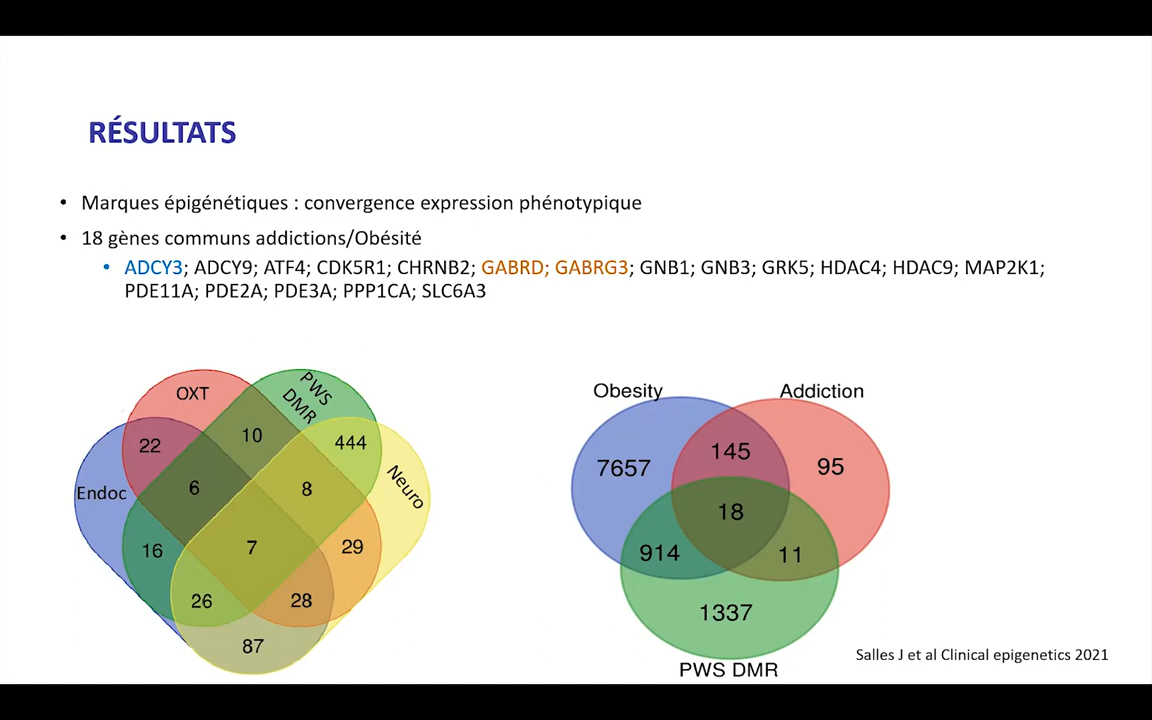 RÉSULTATS
• Marques épigénétiques : convergence expression phénotypique
• 18 gènes communs addictions/Obésité
• ADCY3; ADCY9; ATF4; CDK5R1; CHRNB2; GABRD; GABRG3; GNB1; GNB3; GRK5; HDAC4; HDAC9; MAP2K1;
PDE11A; PDE2A; PDE3A; PPP1CA; SLC6A3
OXT
PWS
DMR
Endoc
Neuro
22
10
444
6
8
16
7
29
26
28
87
Obesity
Addiction
7657
145
95
18
914
11
1337
PWS DMR
Salles J et al Clinical epigenetics 2021